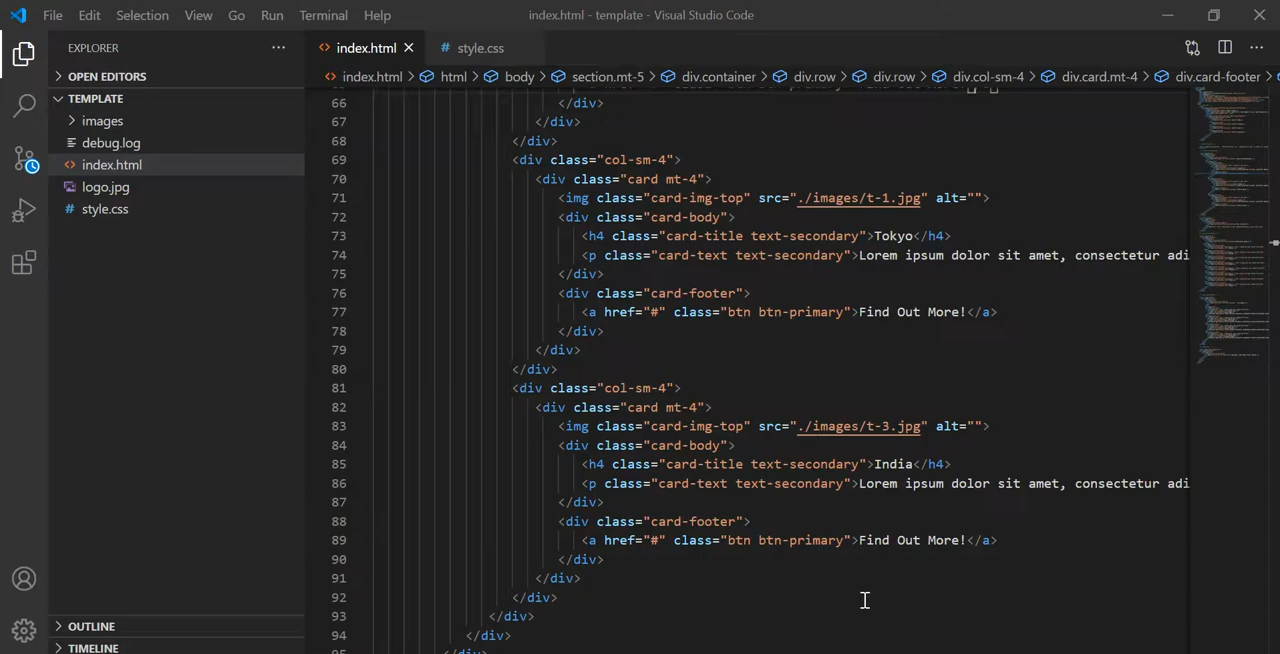 File Edit Selection View Go Run Terminal Help index.html - template - Visual Studio Code
EXPLORER
OPEN EDITORS
TEMPLATE
images
debug.log
index.html
logo.jpg
style.css
OUTLINE
TIMELINE
index.html style.css
index.html > html > body > section.mt-5 > div.container > div.row > div.row > div.col-sm-4 > div.card.mt-4 > div.card-footer >
66 </div>
67 </div>
68 </div>
69 <div class="col-sm-4">
70 <div class="card mt-4">
71 <img class="card-img-top" src="./images/t-1.jpg" alt="">
72 <div class="card-body">
73 <h4 class="card-title text-secondary">Tokyo</h4>
74 <p class="card-text text-secondary">Lorem ipsum dolor sit amet, consectetur adi
75 </div>
76 <div class="card-footer">
77 <a href="#" class="btn btn-primary">Find Out More!</a>
78 </div>
79 </div>
80 </div>
81 <div class="col-sm-4">
82 <div class="card mt-4">
83 <img class="card-img-top" src="./images/t-3.jpg" alt="">
84 <div class="card-body">
85 <h4 class="card-title text-secondary">India</h4>
86 <p class="card-text text-secondary">Lorem ipsum dolor sit amet, consectetur adi
87 </div>
88 <div class="card-footer">
89 <a href="#" class="btn btn-primary">Find Out More!</a>
90 </div>
91 </div>
92 </div>
93 </div>
94 </div>